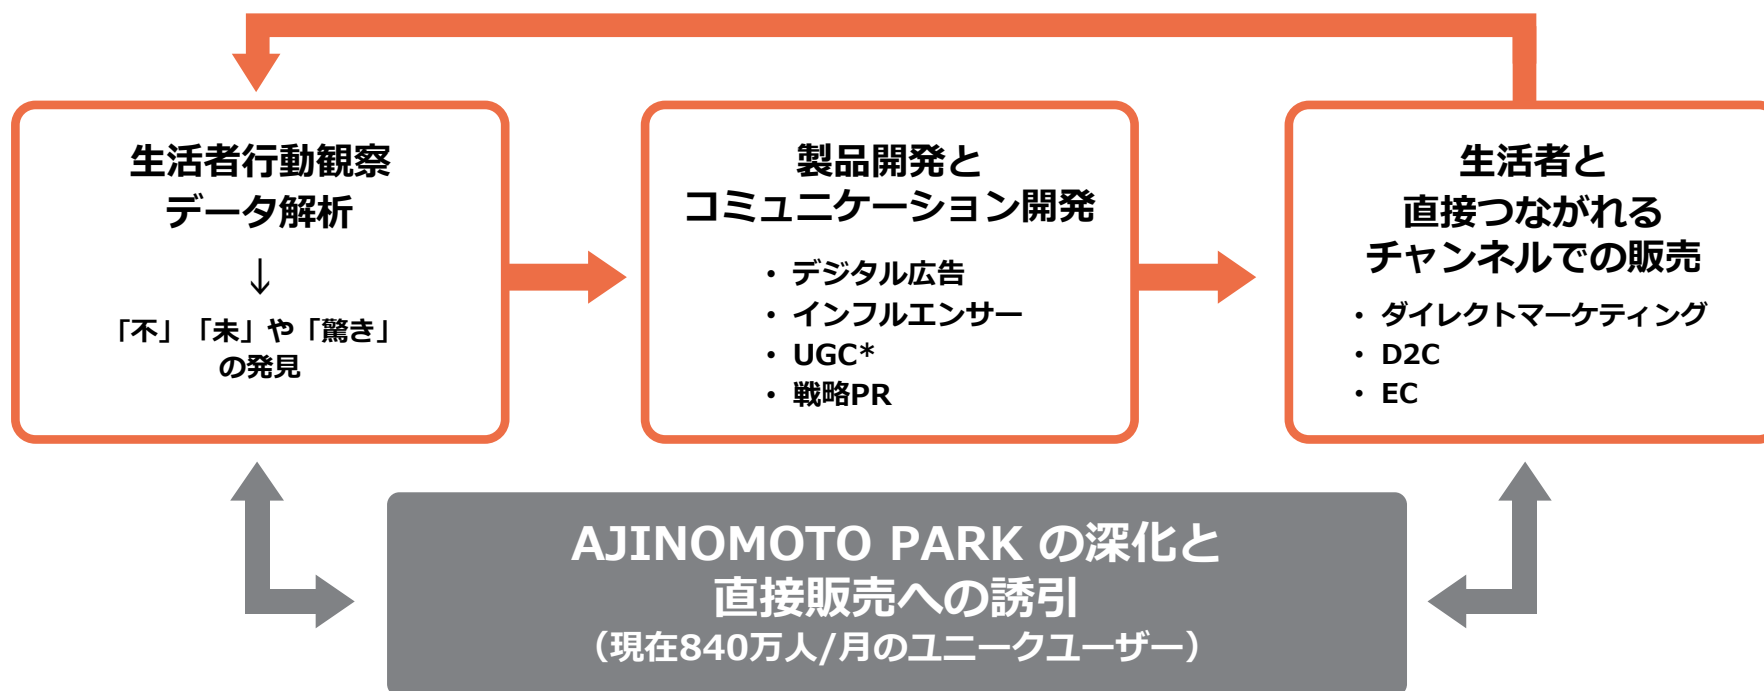 生活者行動観察
データ解析
↓
「不」「未」や「驚き」
の発見
製品開発と
コミュニケーション開発
・ デジタル広告
・ インフルエンサー
・ UGC*
・ 戦略PR
生活者と
直接つながれる
チャンネルでの販売
・ ダイレクトマーケティング
・ D2C
・ EC
AJINOMOTO PARK の深化と
直接販売への誘引
（現在840万人/月のユニークユーザー）